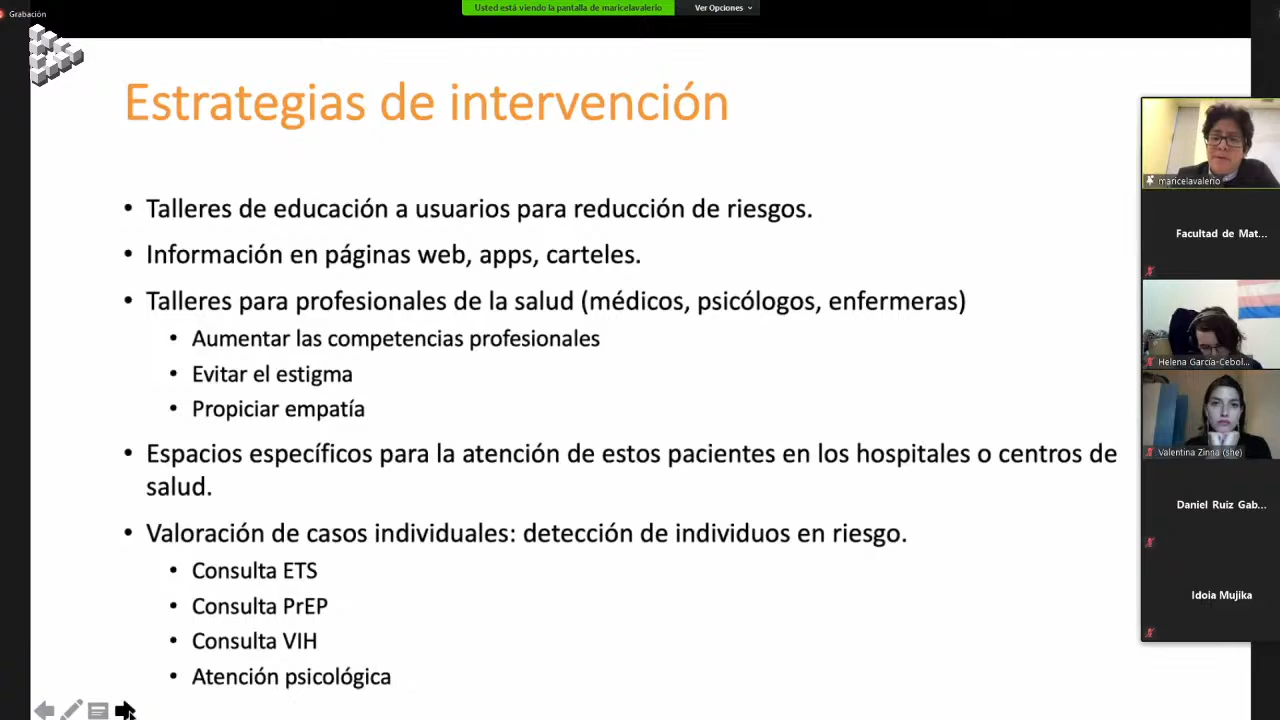 Grabación
Usted está viendo la pantalla de maricelavalerio
Ver Opciones
Estrategias de intervención
• Talleres de educación a usuarios para reducción de riesgos.
• Información en páginas web, apps, carteles.
• Talleres para profesionales de la salud (médicos, psicólogos, enfermeras)
• Aumentar las competencias profesionales
• Evitar el estigma
• Propiciar empatía
• Espacios específicos para la atención de estos pacientes en los hospitales o centros de
salud.
• Valoración de casos individuales: detección de individuos en riesgo.
• Consulta ETS
• Consulta PrEP
• Consulta VIH
• Atención psicológica
maricelavalerio
Facultad de Mat...
Helena García-Cebol...
Valentina Zinna (she)
Daniel Ruiz Gab...
Idoia Mujika